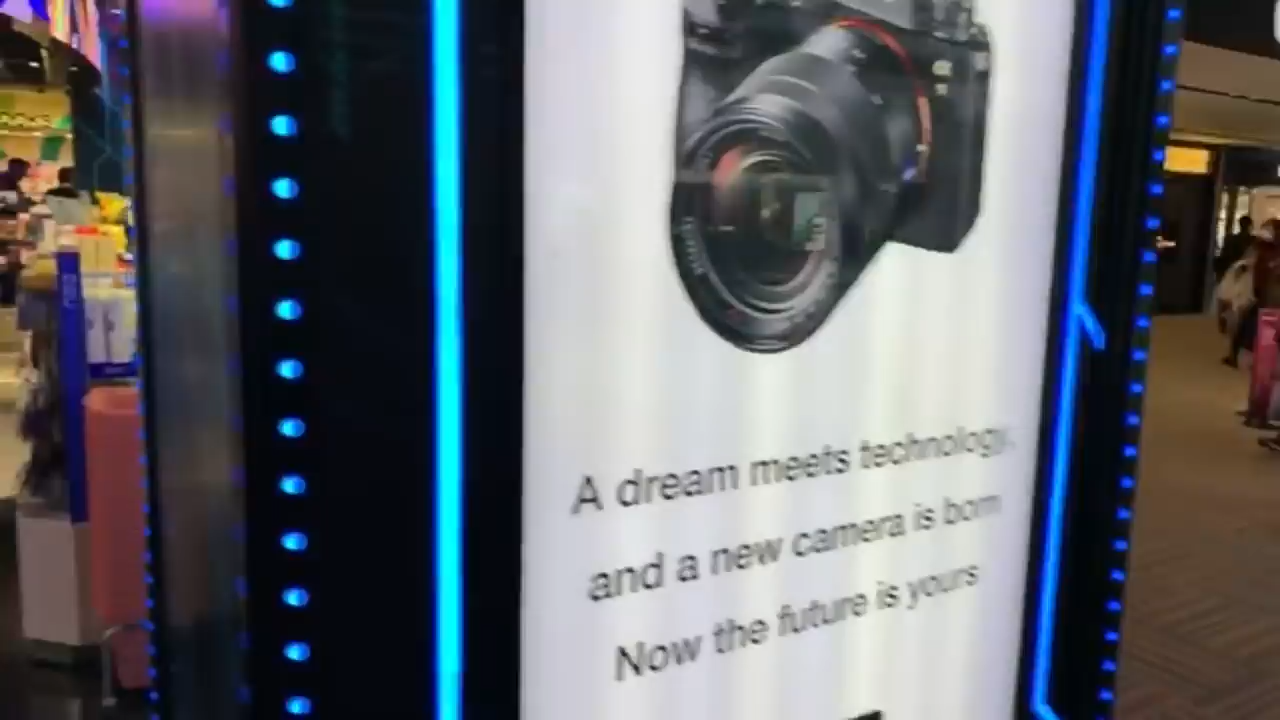 A dream meets technology,
and a new camera is born
Now the future is yours